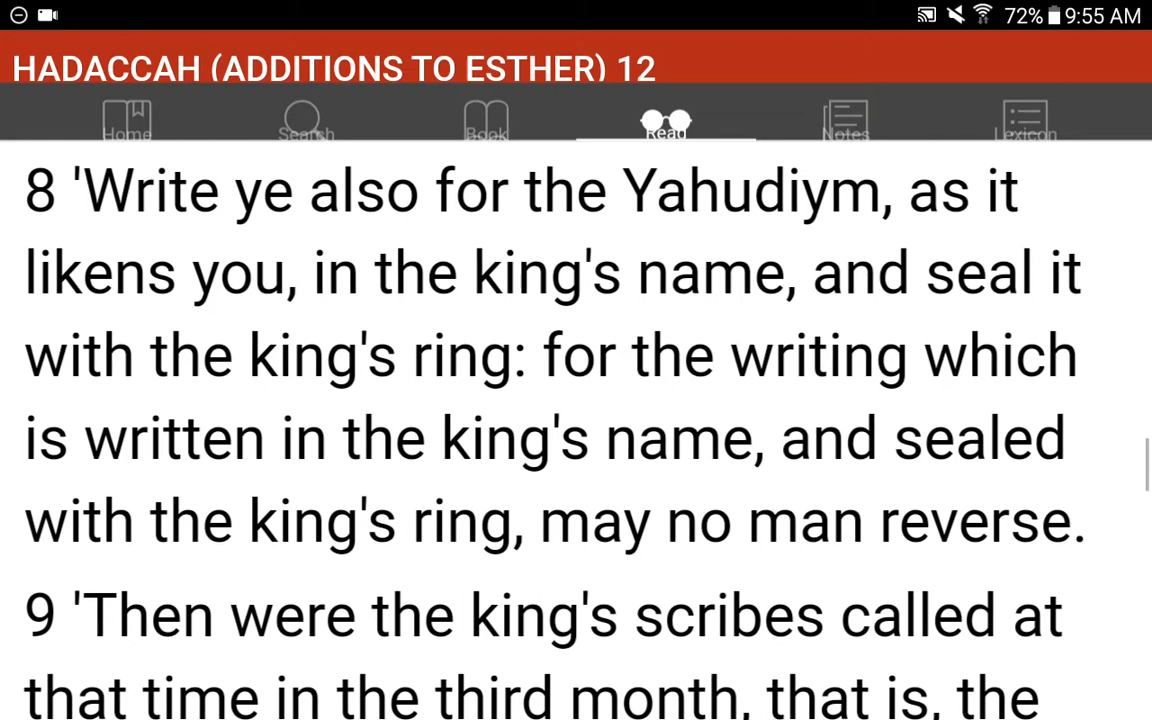 72% 9:55 AM
HADACCAH (ADDITIONS TO ESTHER) 12
Home Search Book Read Notes Lexicon
8 'Write ye also for the Yahudiym, as it
likens you, in the king's name, and seal it
with the king's ring: for the writing which
is written in the king's name, and sealed
with the king's ring, may no man reverse.
9 'Then were the king's scribes called at
that time in the third month, that is, the